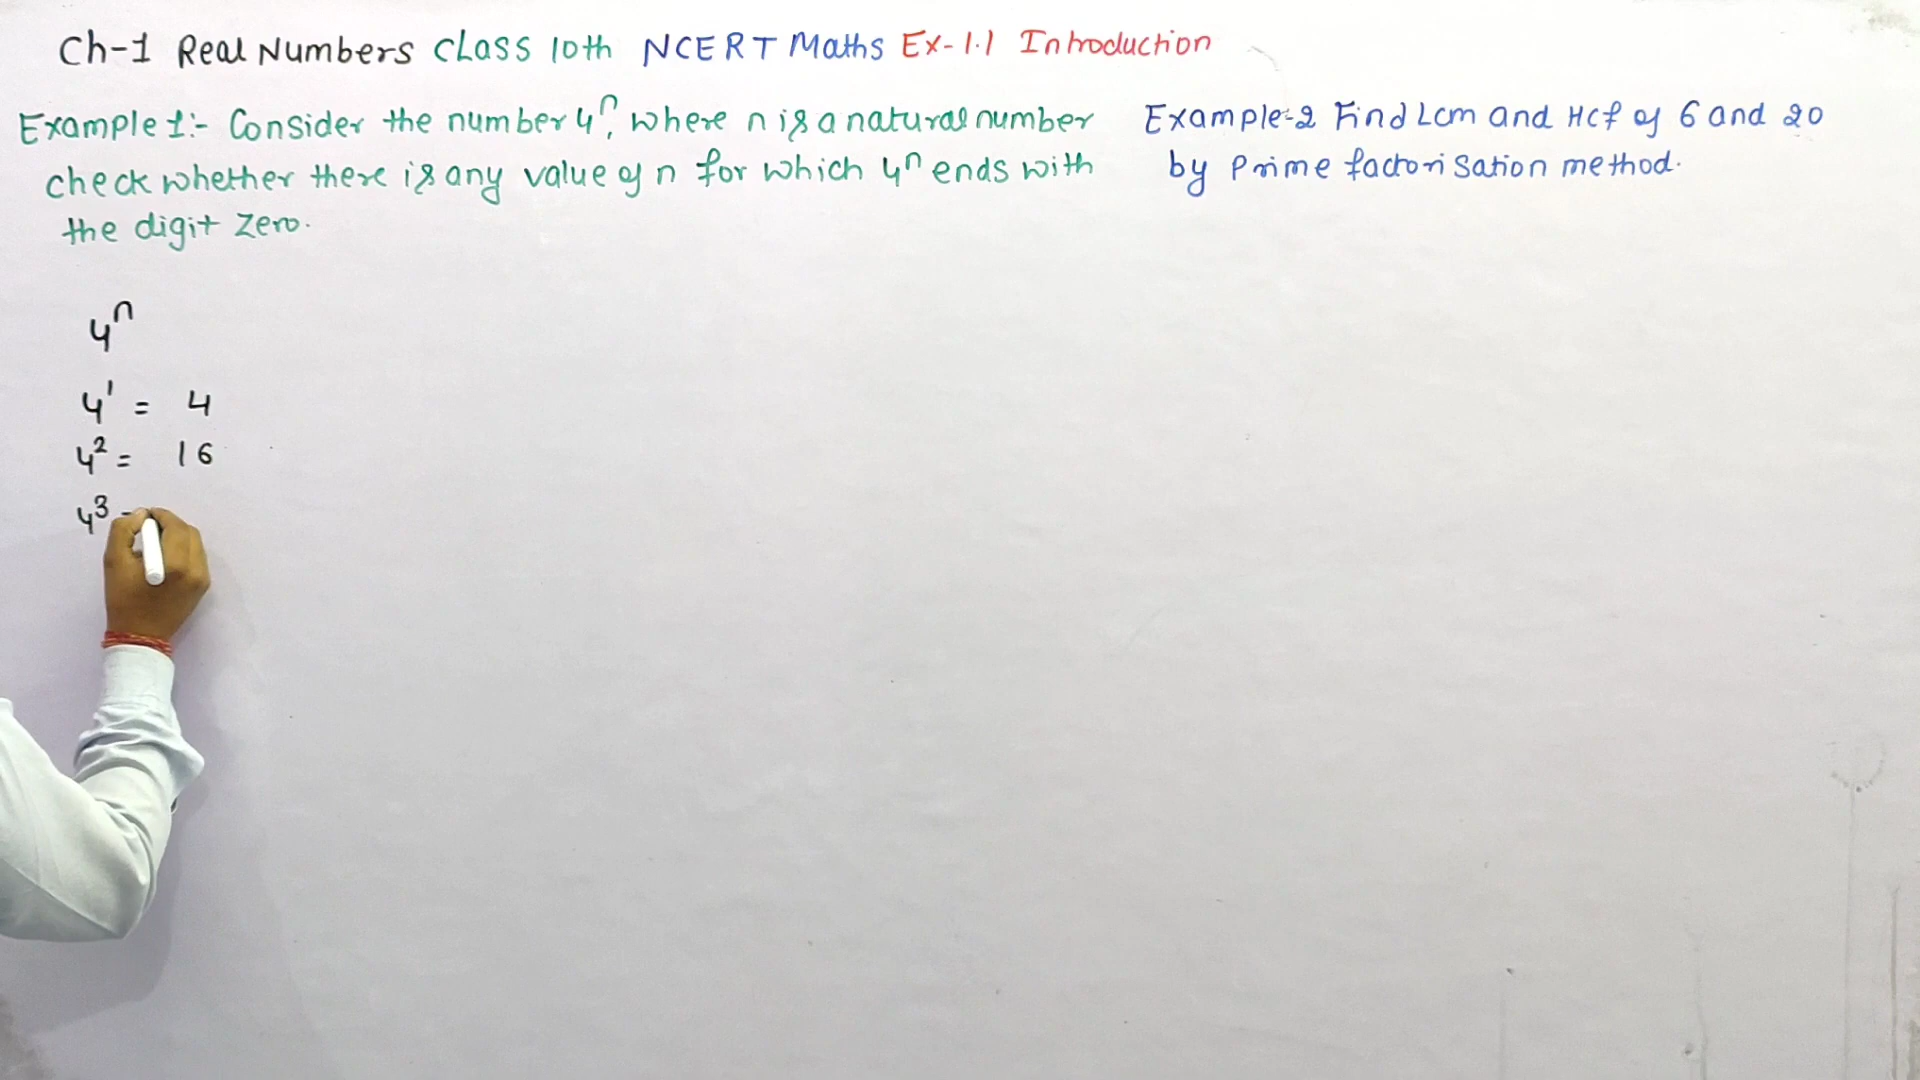 Ch-1 Real Numbers class 10th NCERT Maths Ex-1.1 Introduction
Example 1:- Consider the number 4ⁿ, where n is a natural number
check whether there is any value of n for which 4ⁿ ends with
the digit zero.
Example-2 Find Lcm and Hcf of 6 and 20
by Prime factorisation method.
4ⁿ
4¹ = 4
4² = 16
4³ =